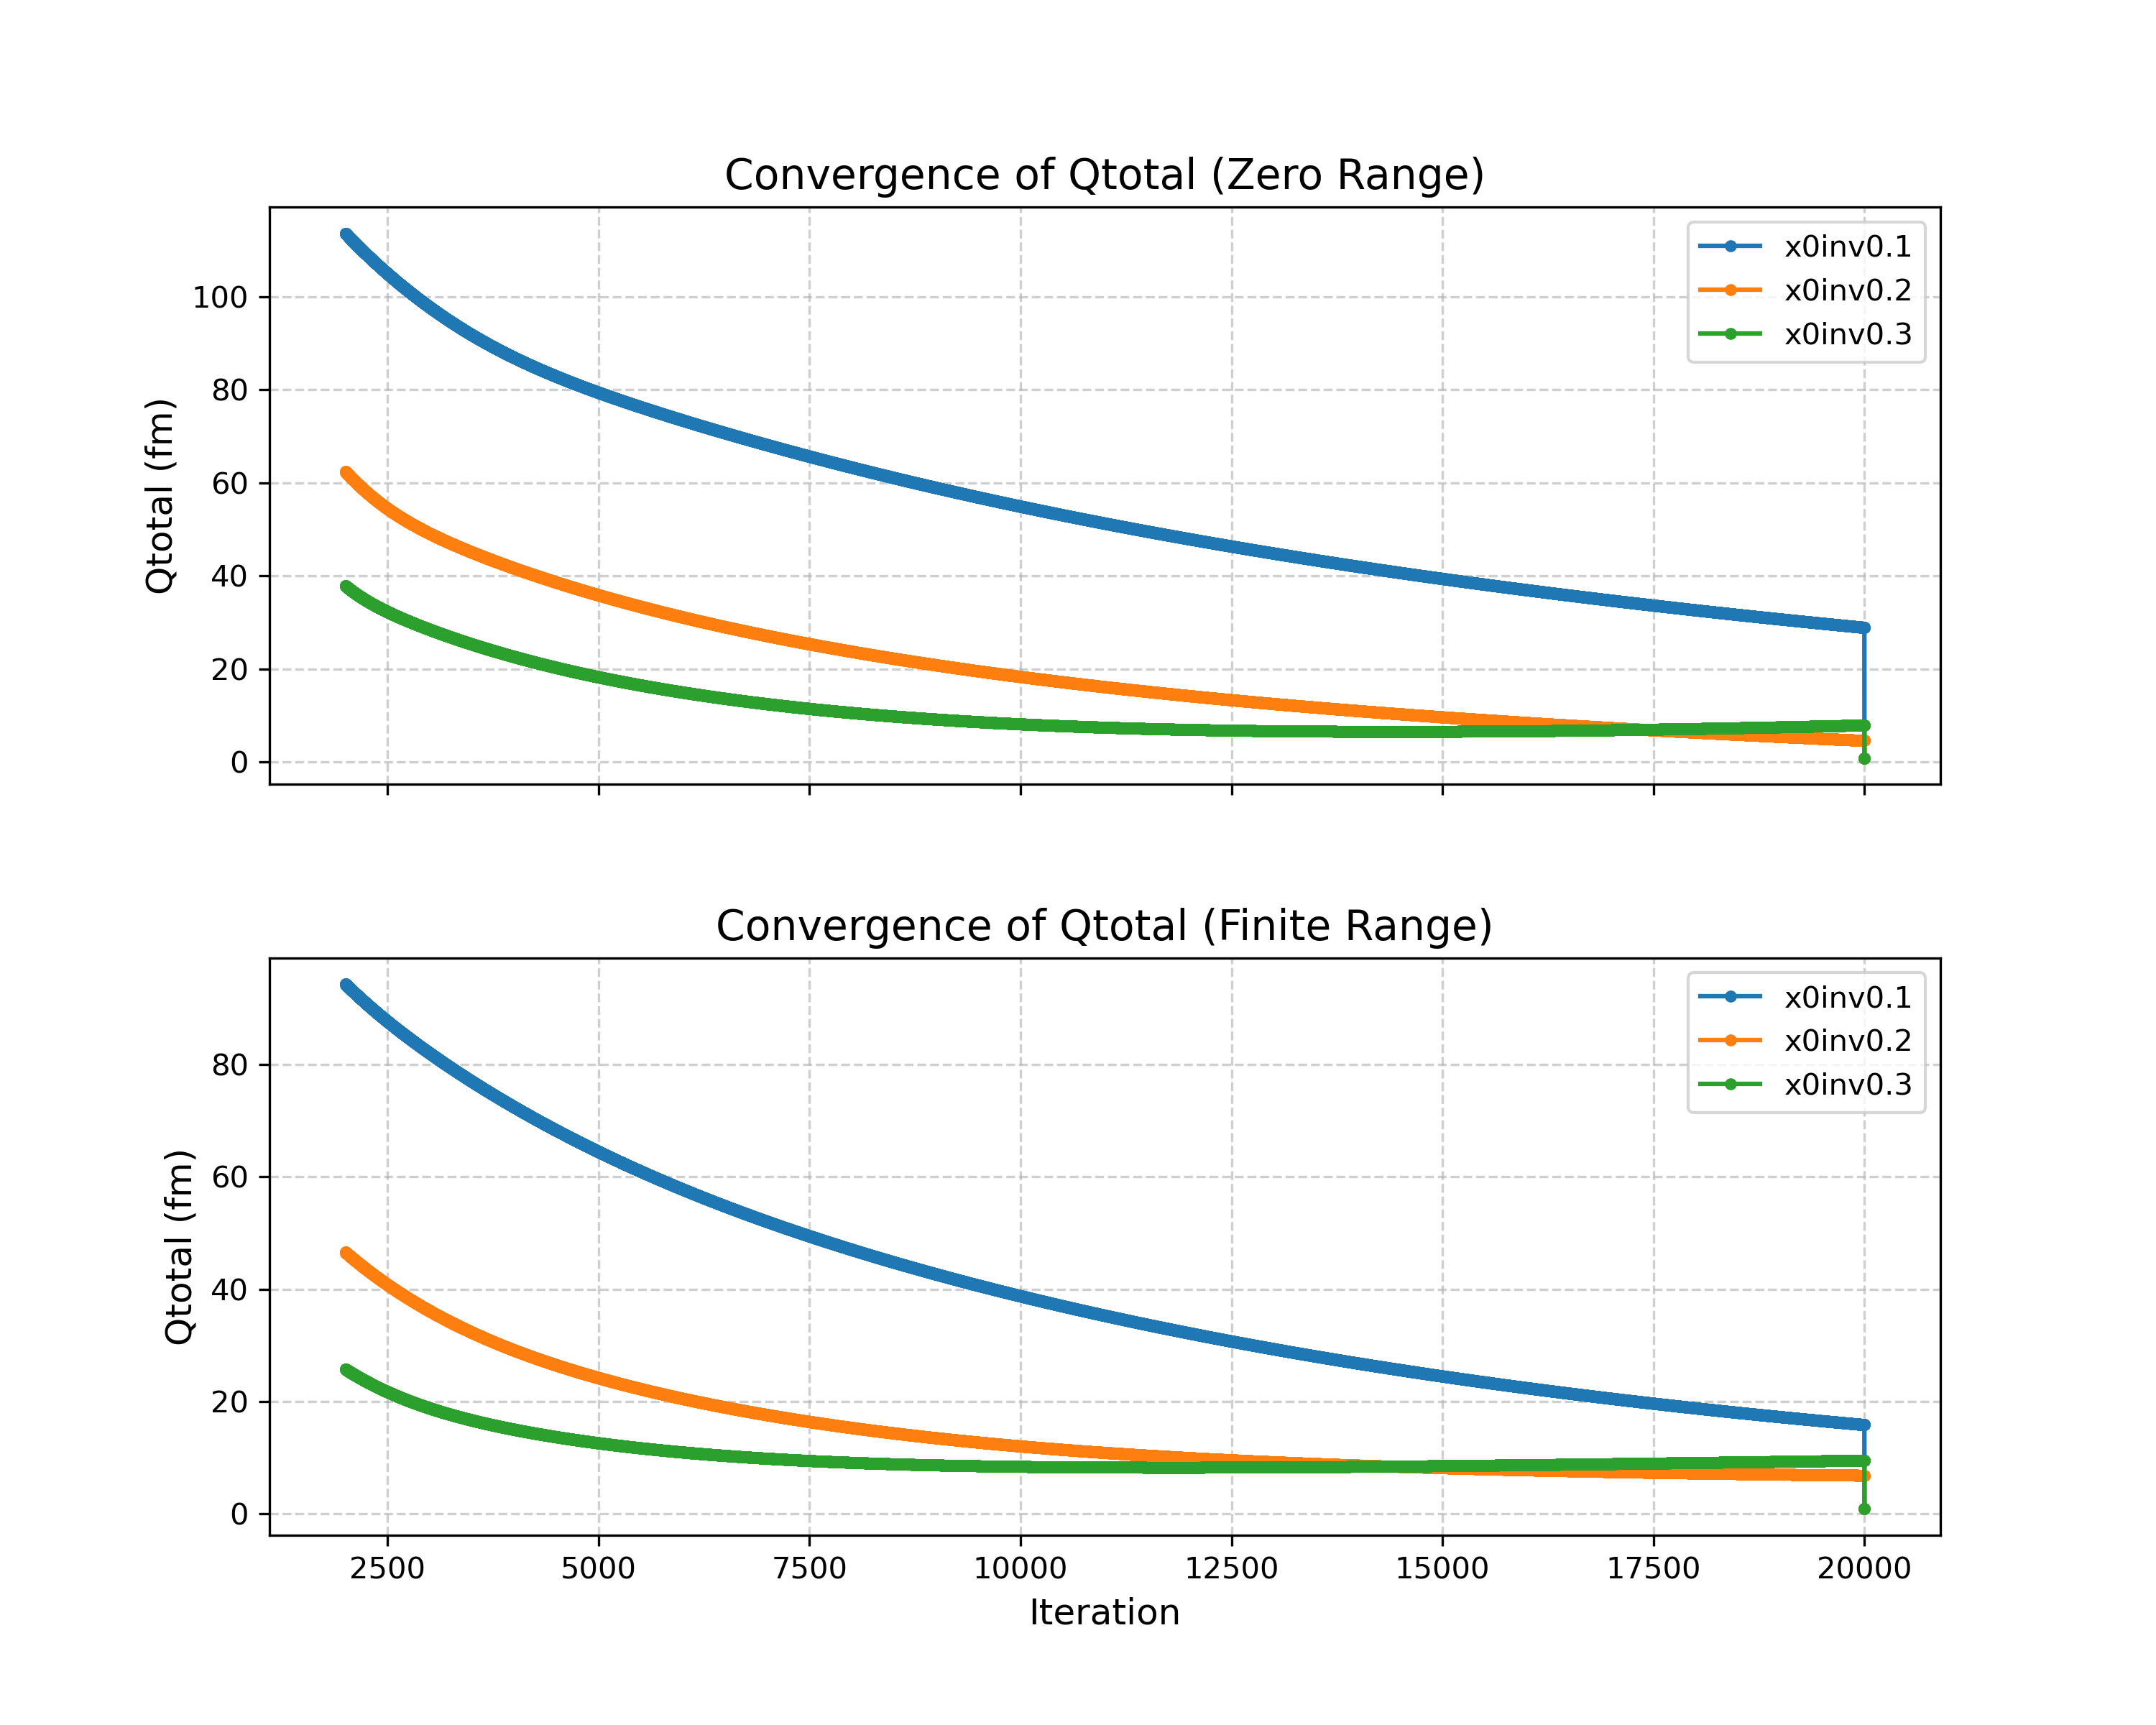 Convergence of Qtotal (Zero Range)
Qtotal (fm)
100
80
60
40
20
0
x0inv0.1
x0inv0.2
x0inv0.3
Convergence of Qtotal (Finite Range)
Qtotal (fm)
80
60
40
20
0
x0inv0.1
x0inv0.2
x0inv0.3
2500 5000 7500 10000 12500 15000 17500 20000
Iteration